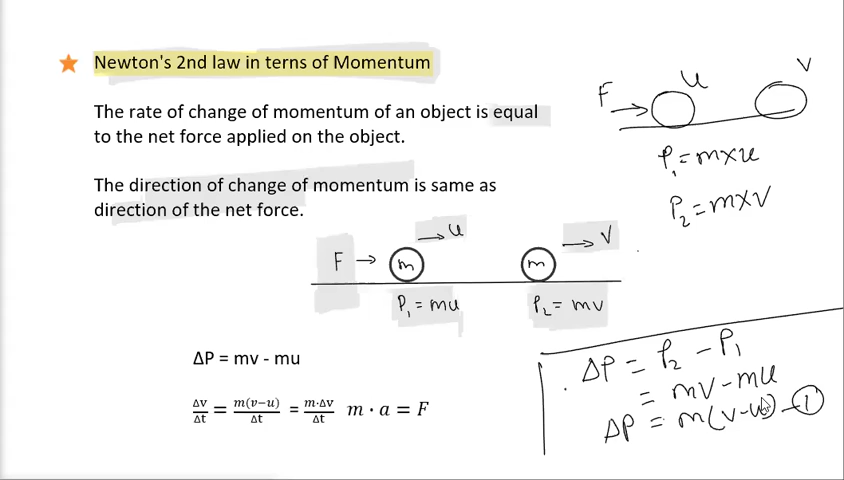 Newton's 2nd law in terns of Momentum
The rate of change of momentum of an object is equal
to the net force applied on the object.
The direction of change of momentum is same as
direction of the net force.
F → m → u m → v
P₁ = mu P₂ = mv
ΔP = mv - mu
Δv/Δt = m(v−u)/Δt = m·Δv/Δt m · a = F
F → u v
P₁ = m×u
P₂ = m×v
ΔP = P₂ - P₁
= mv - mu
ΔP = m(v-u) - ①